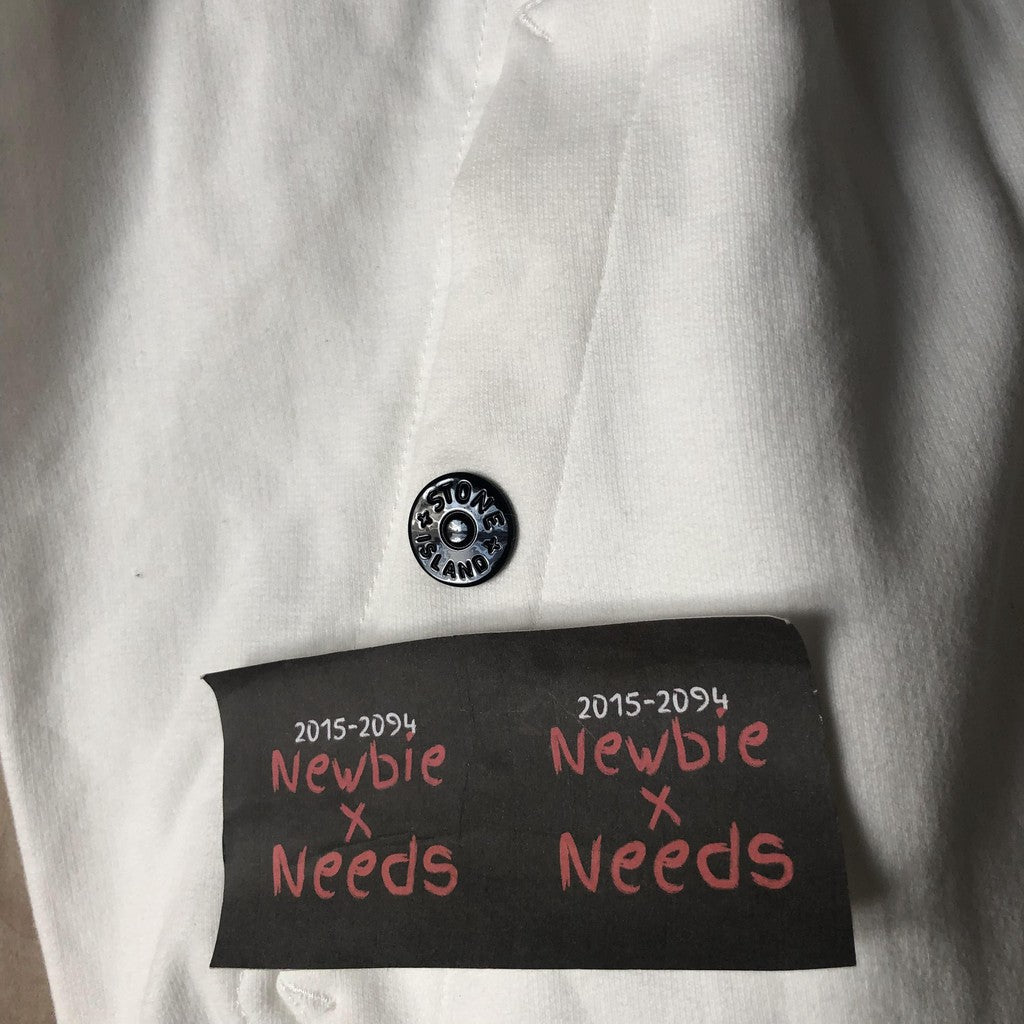 STONE
ISLAND
2015-2094
Newbie
x
Needs
2015-2094
Newbie
x
Needs